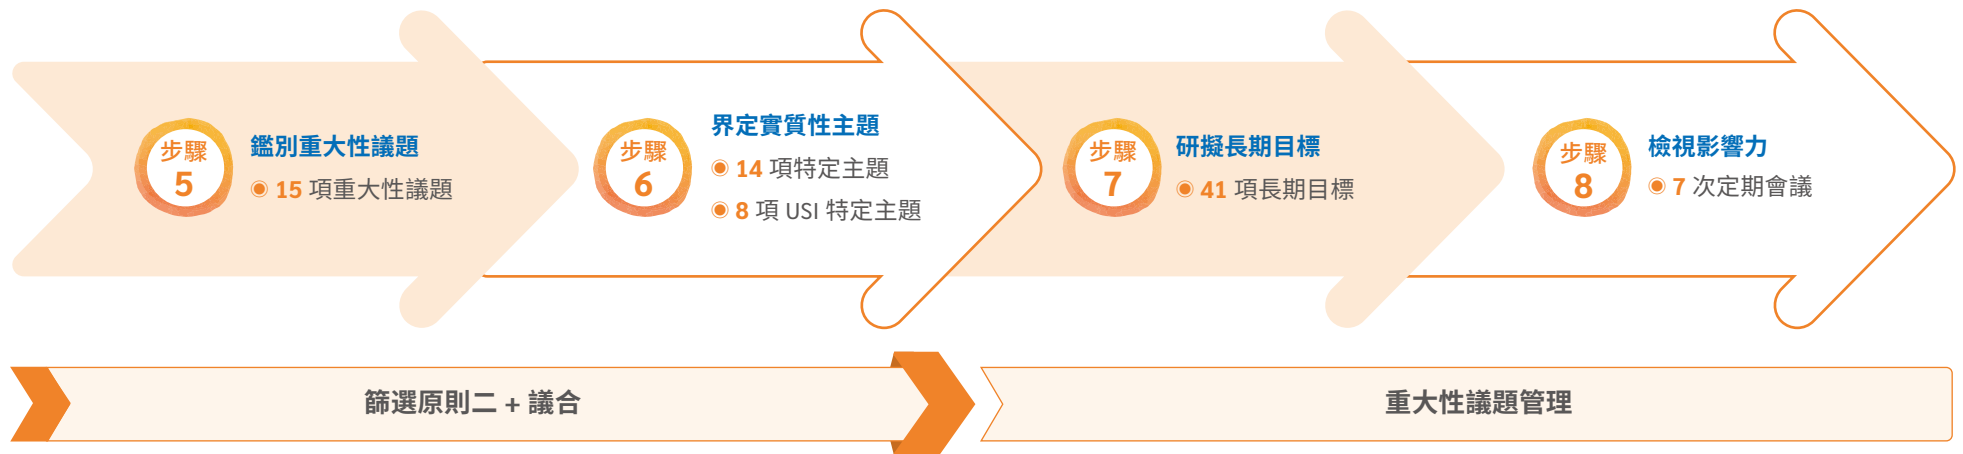 步驟
5
鑑別重大性議題
15 項重大性議題
步驟
6
界定實質性主題
14 項特定主題
8 項 USI 特定主題
步驟
7
研擬長期目標
41 項長期目標
步驟
8
檢視影響力
7 次定期會議
篩選原則二 + 議合
重大性議題管理